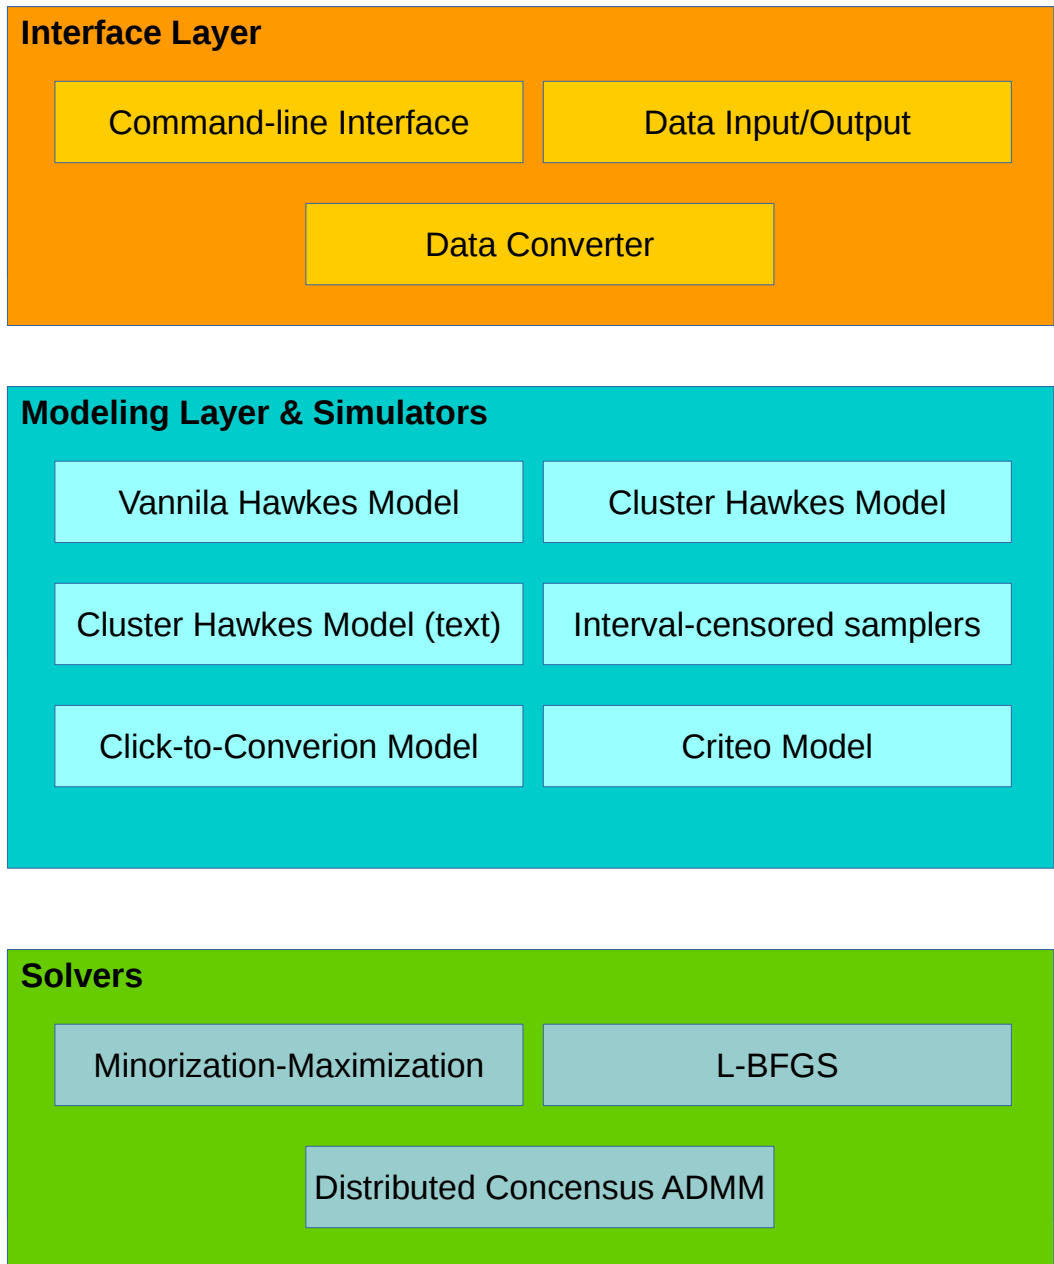 Interface Layer
Command-line Interface
Data Input/Output
Data Converter
Modeling Layer & Simulators
Vannila Hawkes Model
Cluster Hawkes Model
Cluster Hawkes Model (text)
Interval-censored samplers
Click-to-Converion Model
Criteo Model
Solvers
Minorization-Maximization
L-BFGS
Distributed Concensus ADMM